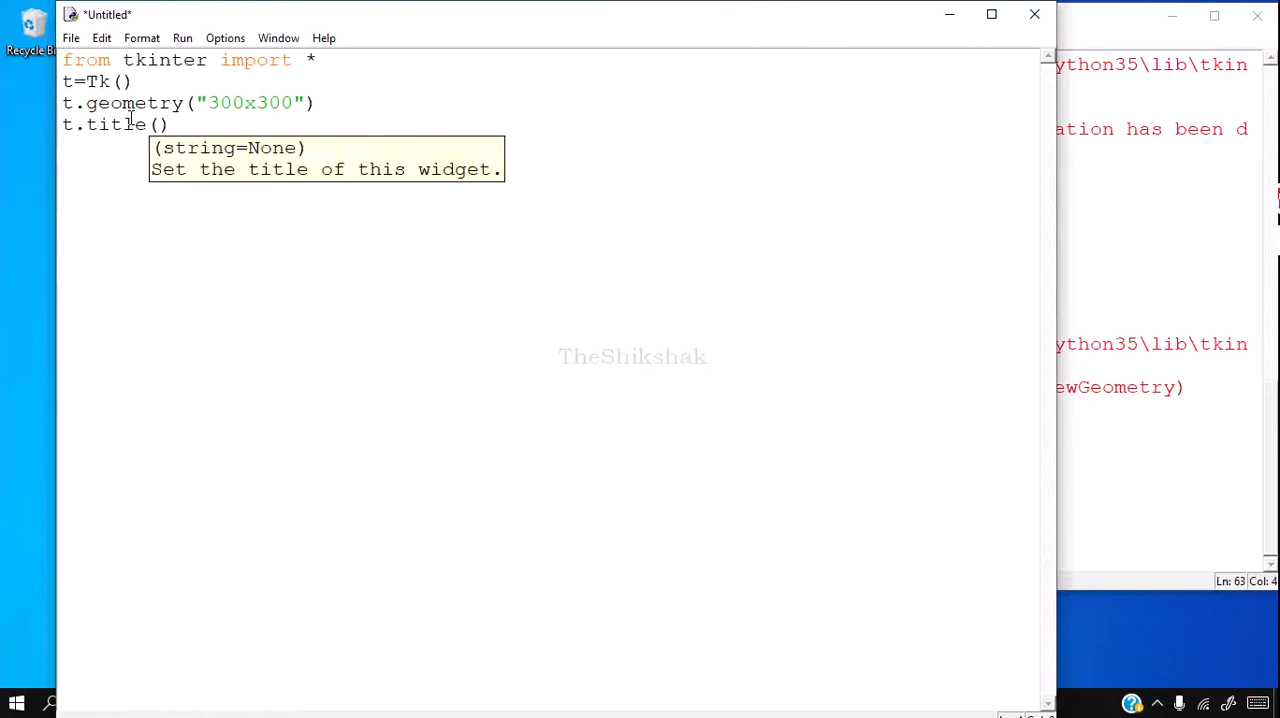 Recycle Bi
*Untitled*
File Edit Format Run Options Window Help
from tkinter import *
t=Tk()
t.geometry("300x300")
t.title()
(string=None)
Set the title of this widget.
TheShikshak
ython35\lib\tkin
ation has been d
ython35\lib\tkin
ewGeometry)
Ln: 63 Col: 4